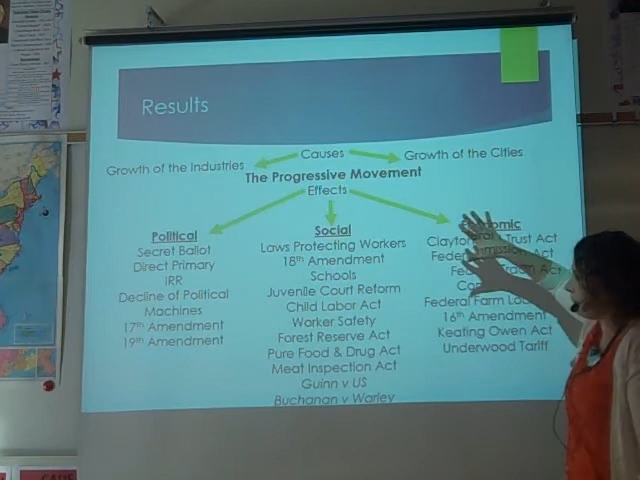 Results
Causes
Growth of the Industries
Growth of the Cities
The Progressive Movement
Effects
Political
Secret Ballot
Direct Primary
IRR
Decline of Political
Machines
17th Amendment
19th Amendment
Social
Laws Protecting Workers
18th Amendment
Schools
Juvenile Court Reform
Child Labor Act
Worker Safety
Forest Reserve Act
Pure Food & Drug Act
Meat Inspection Act
Guinn v US
Buchanan v Warley
Trust Act
Act
Act
Federal Farm
16th Amendment
Keating Owen Act
Underwood Tariff